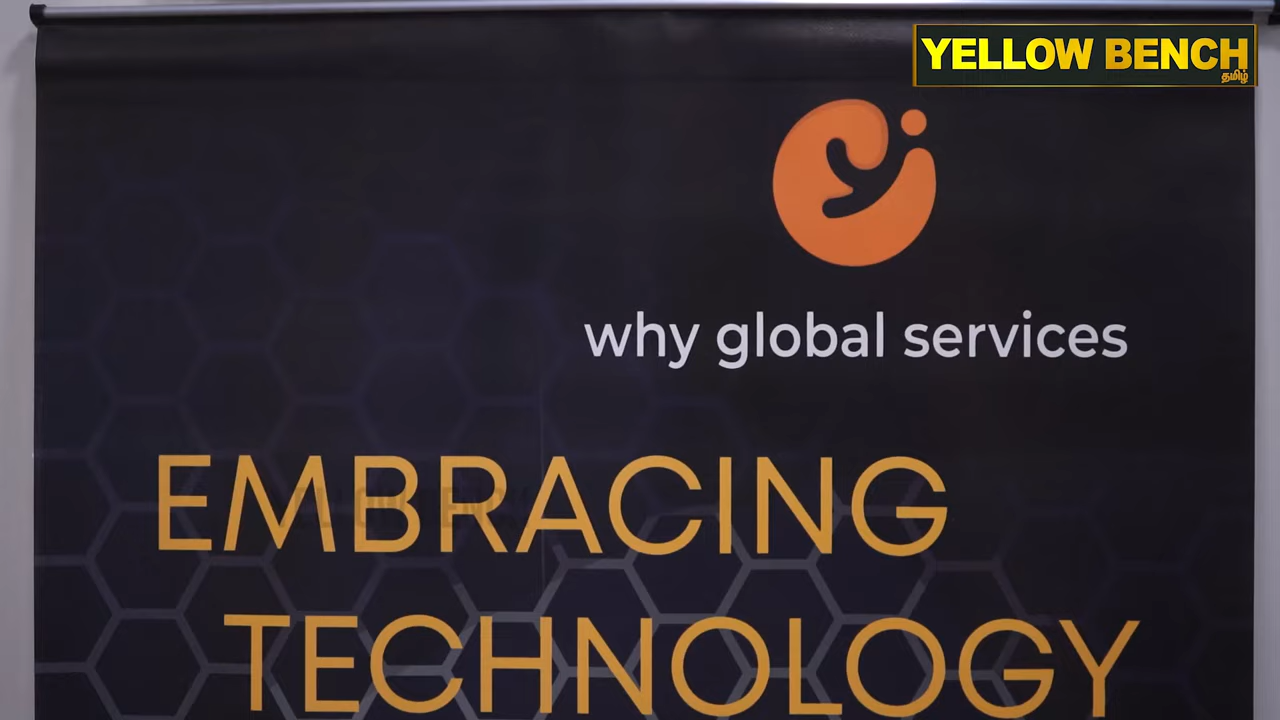 YELLOW BENCH
தமிழ்
why global services
EMBRACING
TECHNOLOGY